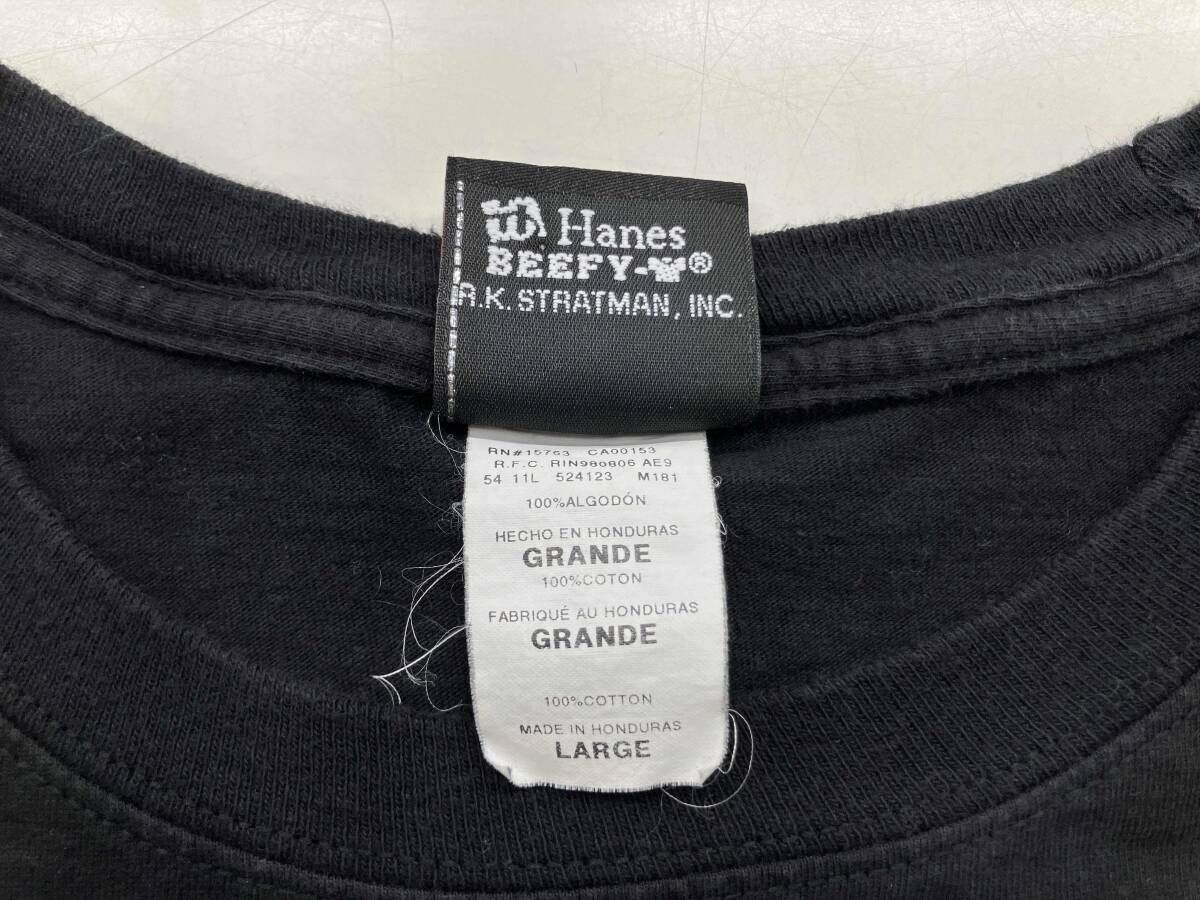 Hanes
BEEFY-T®
R.K. STRATMAN, INC.
RN#15763 CA00153
R.F.C. RIN980806 AE9
54 11L 524123 M181
100%ALGODÓN
HECHO EN HONDURAS
GRANDE
100%COTON
FABRIQUÉ AU HONDURAS
GRANDE
100%COTTON
MADE IN HONDURAS
LARGE